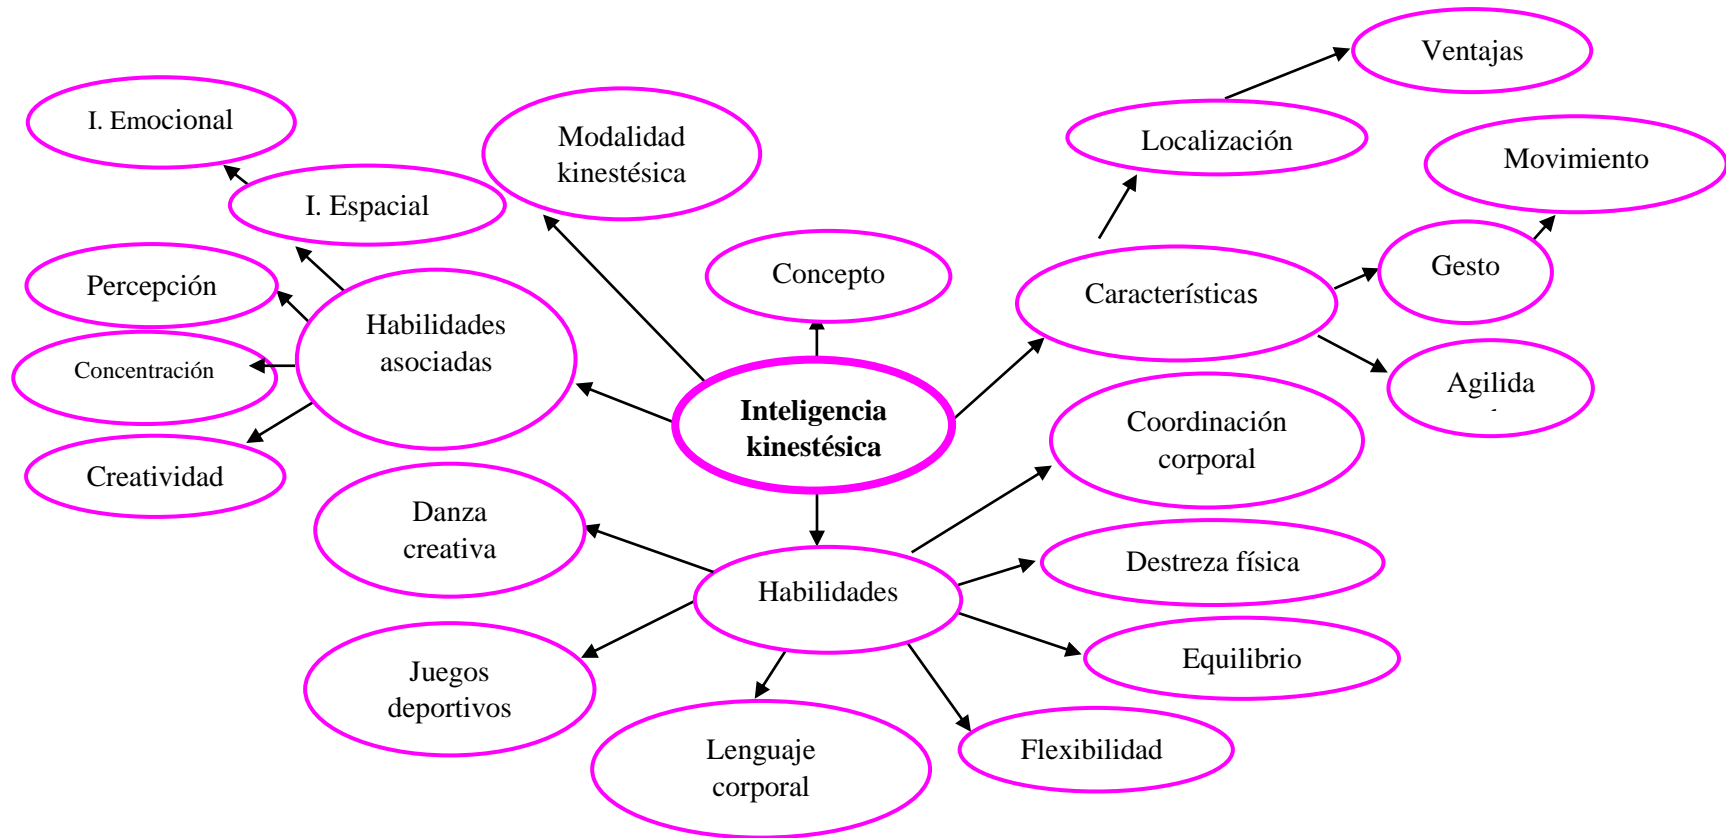 Ventajas
I. Emocional
Modalidad
kinestésica
Localización
Movimiento
I. Espacial
Percepción
Concepto
Gesto
Características
Habilidades
asociadas
Concentración
Agilida
Inteligencia
kinestésica
Coordinación
corporal
Creatividad
Danza
creativa
Destreza física
Habilidades
Equilibrio
Juegos
deportivos
Lenguaje
corporal
Flexibilidad